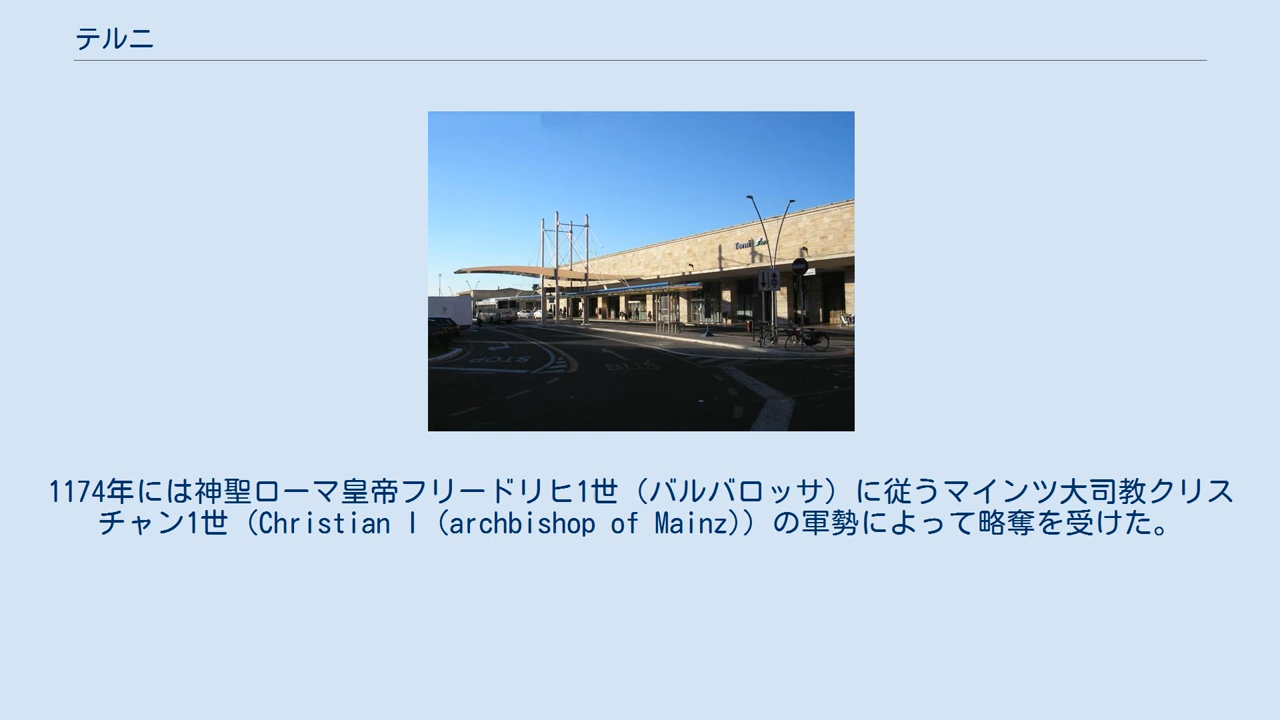 テルニ
Terni
STOP
BUS
1174年には神聖ローマ皇帝フリードリヒ1世（バルバロッサ）に従うマインツ大司教クリス
チャン1世（Christian I (archbishop of Mainz)）の軍勢によって略奪を受けた。